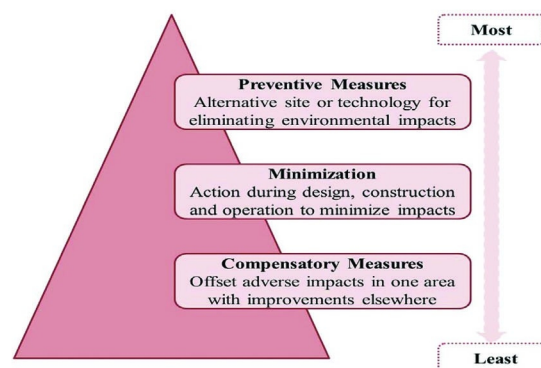 Most
Preventive Measures
Alternative site or technology for
eliminating environmental impacts
Minimization
Action during design, construction
and operation to minimize impacts
Compensatory Measures
Offset adverse impacts in one area
with improvements elsewhere
Least